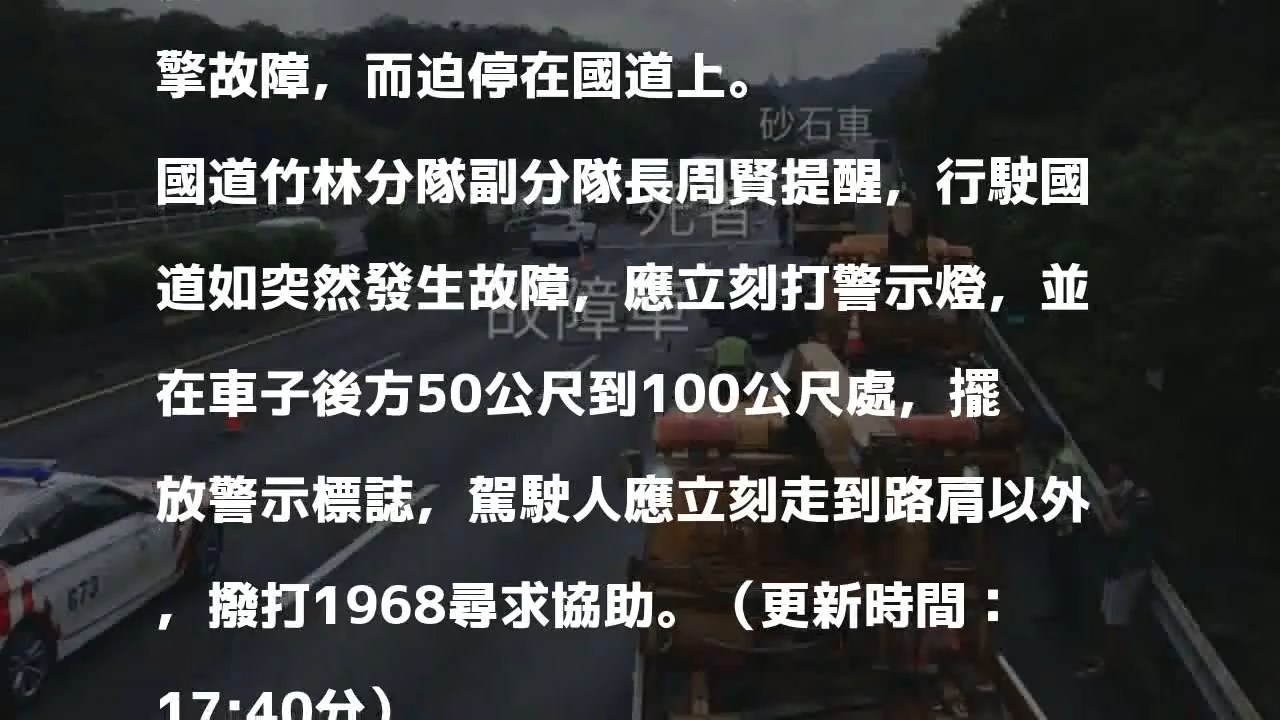 擎故障，而迫停在國道上。
砂石車
國道竹林分隊副分隊長周賢提醒，行駛國
死者
道如突然發生故障，應立刻打警示燈，並
故障車
在車子後方50公尺到100公尺處，擺
放警示標誌，駕駛人應立刻走到路肩以外
673
，撥打1968尋求協助。（更新時間：
17:40分）